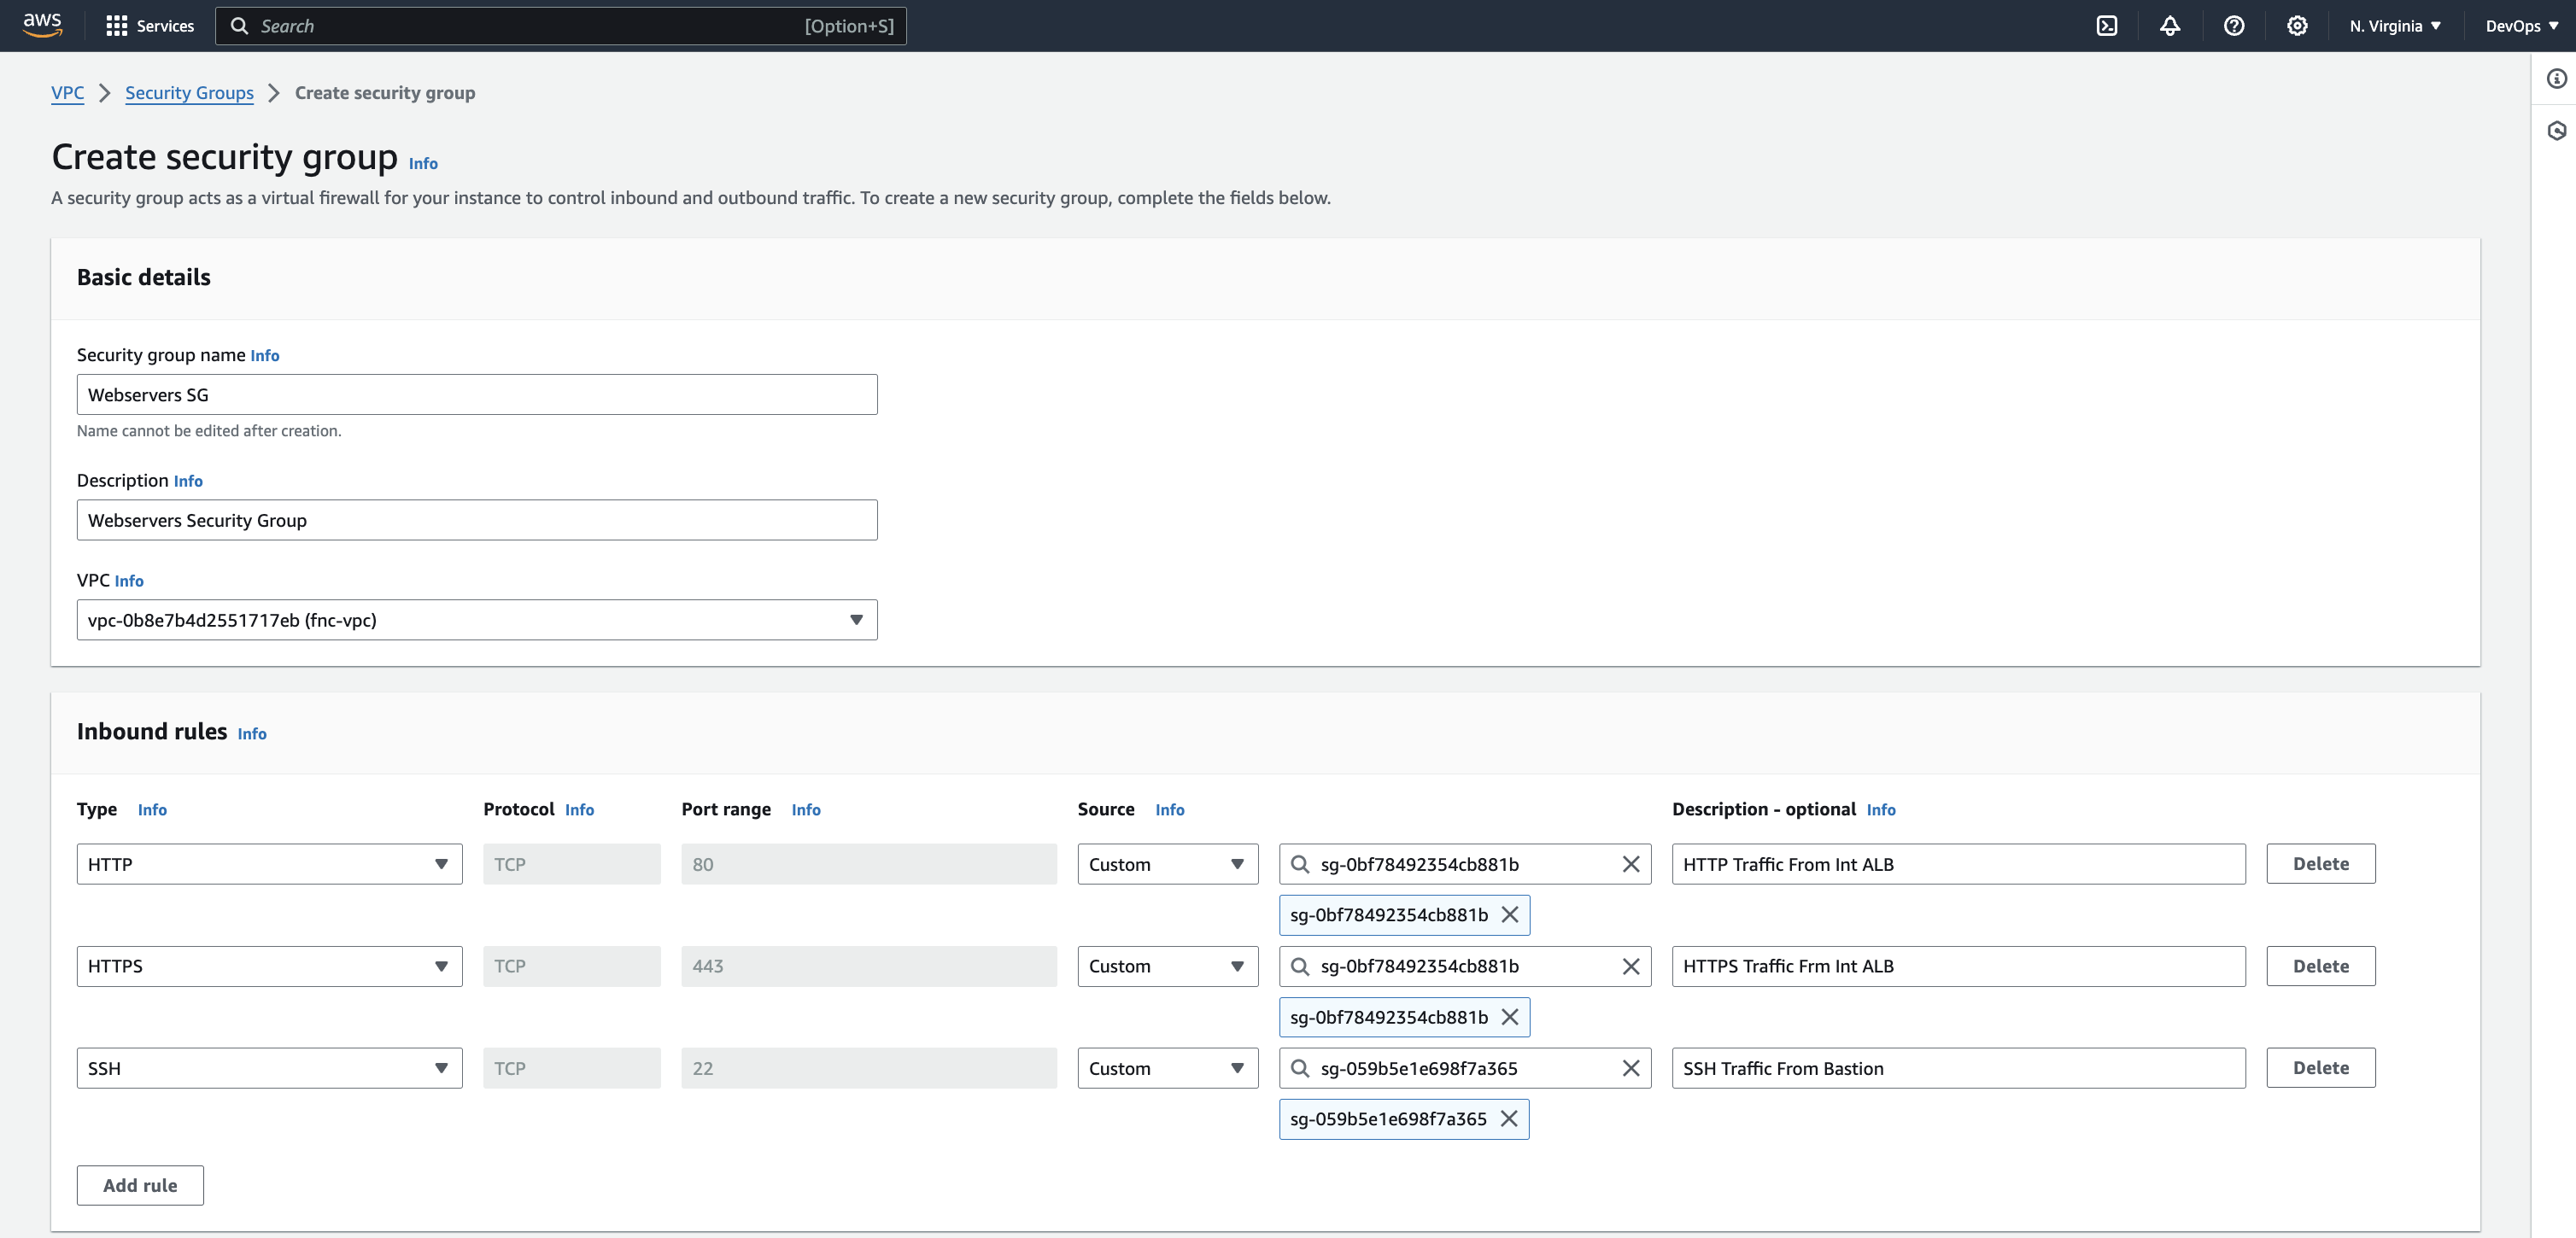 aws
Services
Search [Option+S]
N. Virginia
DevOps
VPC > Security Groups > Create security group
Create security group Info
A security group acts as a virtual firewall for your instance to control inbound and outbound traffic. To create a new security group, complete the fields below.
Basic details
Security group name Info
Webservers SG
Name cannot be edited after creation.
Description Info
Webservers Security Group
VPC Info
vpc-0b8e7b4d2551717eb (fnc-vpc)
Inbound rules Info
Type Info Protocol Info Port range Info Source Info Description - optional Info
HTTP TCP 80 Custom sg-0bf78492354cb881b HTTP Traffic From Int ALB Delete
sg-0bf78492354cb881b
HTTPS TCP 443 Custom sg-0bf78492354cb881b HTTPS Traffic Frm Int ALB Delete
sg-0bf78492354cb881b
SSH TCP 22 Custom sg-059b5e1e698f7a365 SSH Traffic From Bastion Delete
sg-059b5e1e698f7a365
Add rule